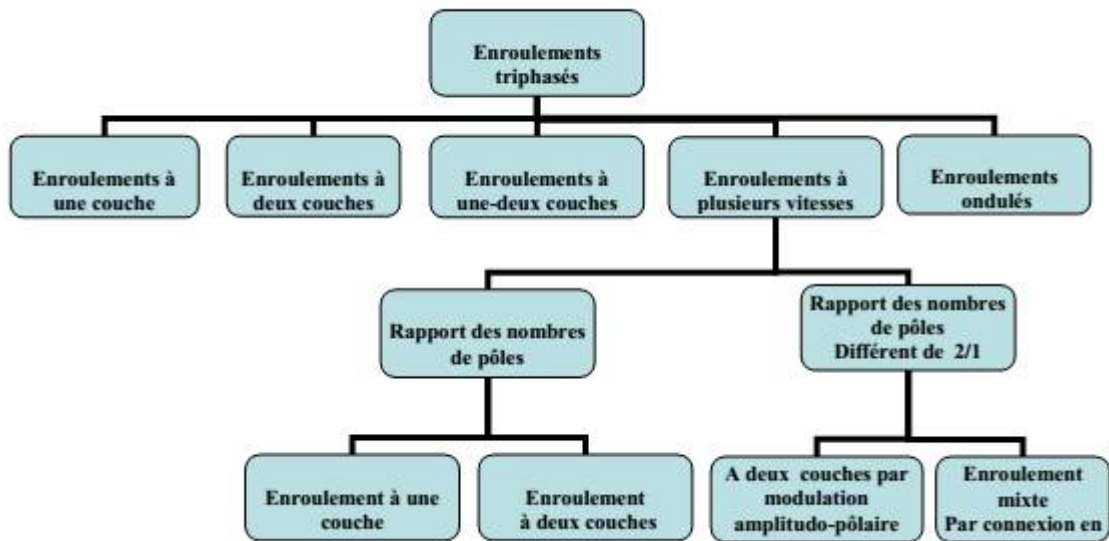 Enroulements
triphasés
Enroulements à
une couche
Enroulements à
deux couches
Enroulements à
une-deux couches
Enroulements à
plusieurs vitesses
Enroulements
ondulés
Rapport des nombres
de pôles
Rapport des nombres
de pôles
Différent de 2/1
Enroulement à une
couche
Enroulement
à deux couches
A deux couches par
modulation
amplitudo-pôlaire
Enroulement
mixte
Par connexion en